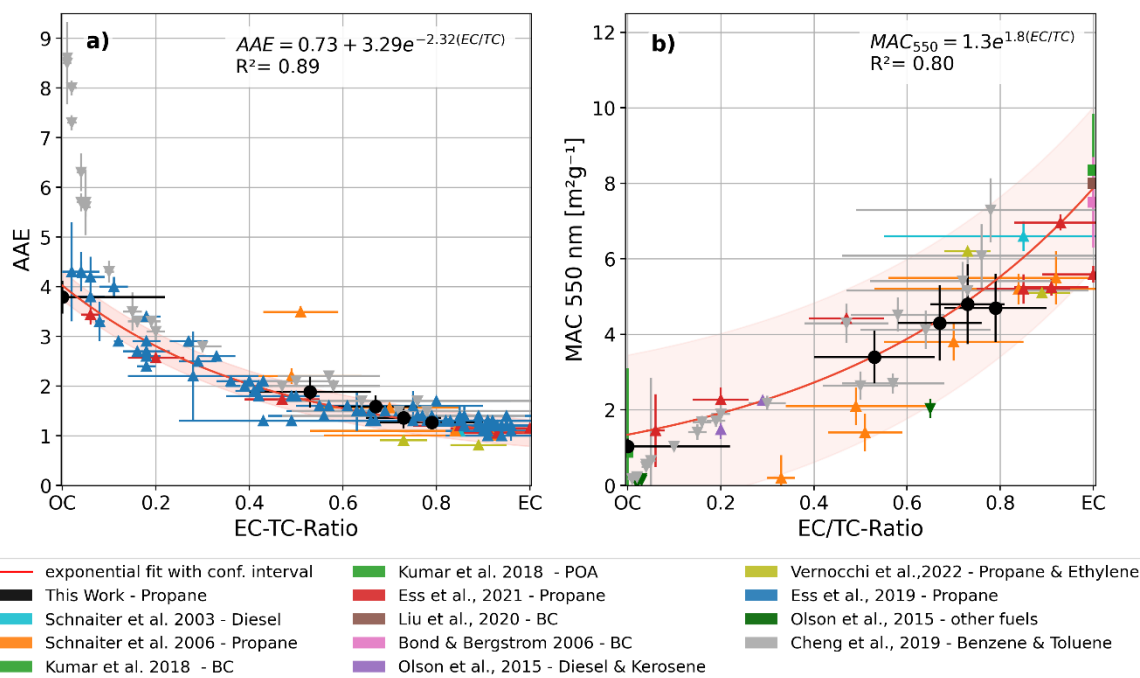 a)
AAE = 0.73 + 3.29e^{−2.32(EC/TC)}
R²= 0.89
9
8
7
6
5
4
3
2
1
0
AAE
OC 0.2 0.4 0.6 0.8 EC
EC-TC-Ratio
b)
MAC_{550} = 1.3e^{1.8(EC/TC)}
R²= 0.80
12
10
8
6
4
2
0
MAC 550 nm [m²g⁻¹]
OC 0.2 0.4 0.6 0.8 EC
EC/TC-Ratio
exponential fit with conf. interval
This Work - Propane
Schnaiter et al. 2003 - Diesel
Schnaiter et al. 2006 - Propane
Kumar et al. 2018 - BC
Kumar et al. 2018 - POA
Ess et al., 2021 - Propane
Liu et al., 2020 - BC
Bond & Bergstrom 2006 - BC
Olson et al., 2015 - Diesel & Kerosene
Vernocchi et al.,2022 - Propane & Ethylene
Ess et al., 2019 - Propane
Olson et al., 2015 - other fuels
Cheng et al., 2019 - Benzene & Toluene